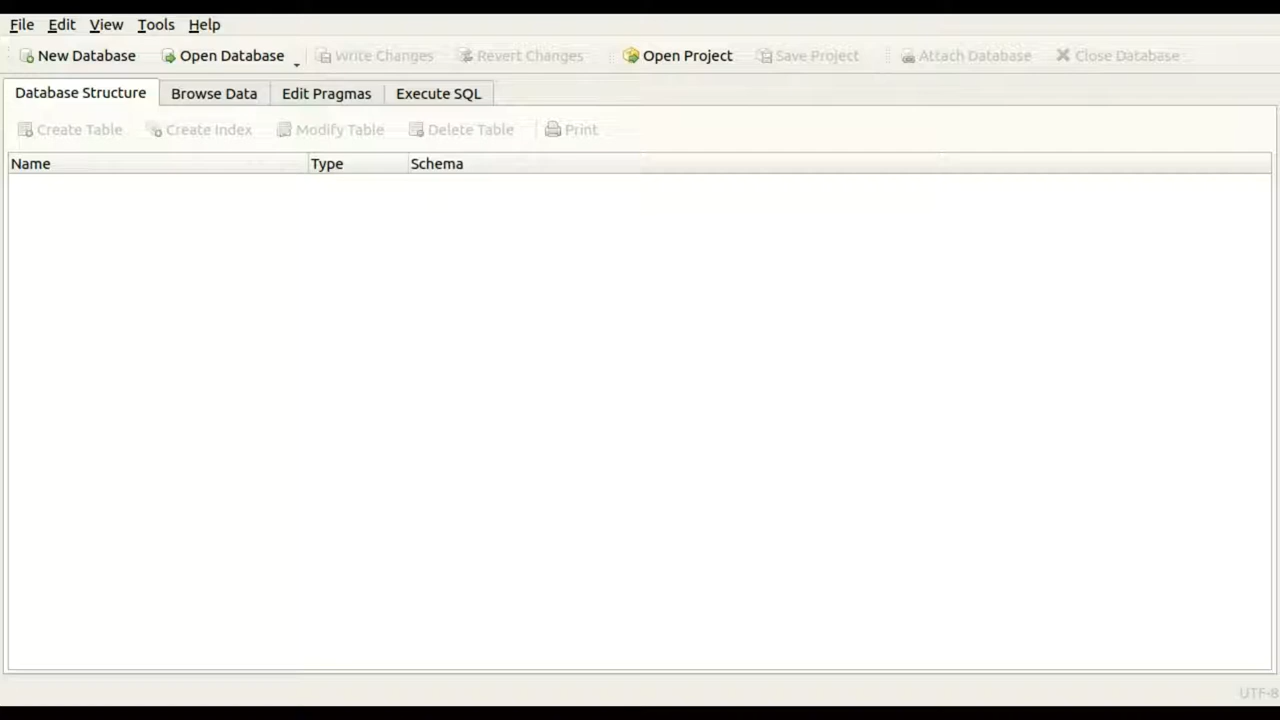 File Edit View Tools Help
New Database Open Database Write Changes Revert Changes Open Project Save Project Attach Database Close Database
Database Structure Browse Data Edit Pragmas Execute SQL
Create Table Create Index Modify Table Delete Table Print
Name Type Schema
UTF-8